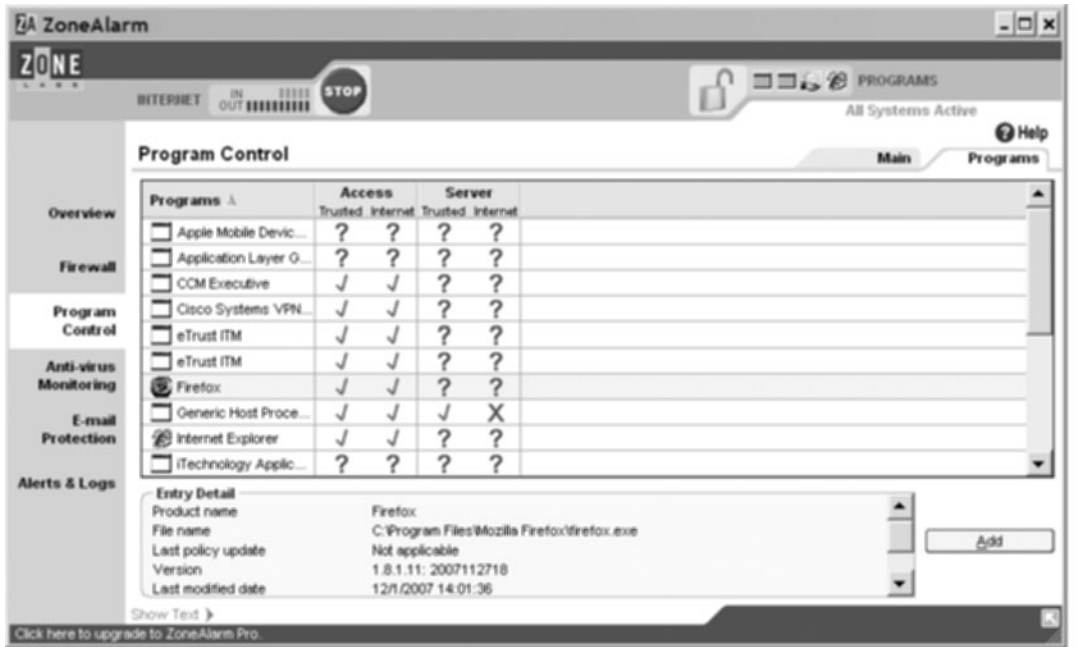 ZA ZoneAlarm
ZONE
LABS
INTERNET IN OUT STOP PROGRAMS
All Systems Active
Help
Program Control Main Programs
Overview
Firewall
Program Control
Anti-virus Monitoring
E-mail Protection
Alerts & Logs
Programs Access Server
Trusted Internet Trusted Internet
Apple Mobile Devic... ? ? ? ?
Application Layer G... ? ? ? ?
CCM Executive √ √ ? ?
Cisco Systems VPN... √ √ ? ?
eTrust ITM √ √ ? ?
eTrust ITM √ √ ? ?
Firefox √ √ ? ?
Generic Host Proce... √ √ √ X
Internet Explorer √ √ ? ?
iTechnology Applic... ? ? ? ?
Entry Detail
Product name Firefox
File name C:\Program Files\Mozilla Firefox\firefox.exe
Last policy update Not applicable
Version 1.8.1.11: 2007112718
Last modified date 12/1/2007 14:01:36
Add
Show Text
Click here to upgrade to ZoneAlarm Pro.